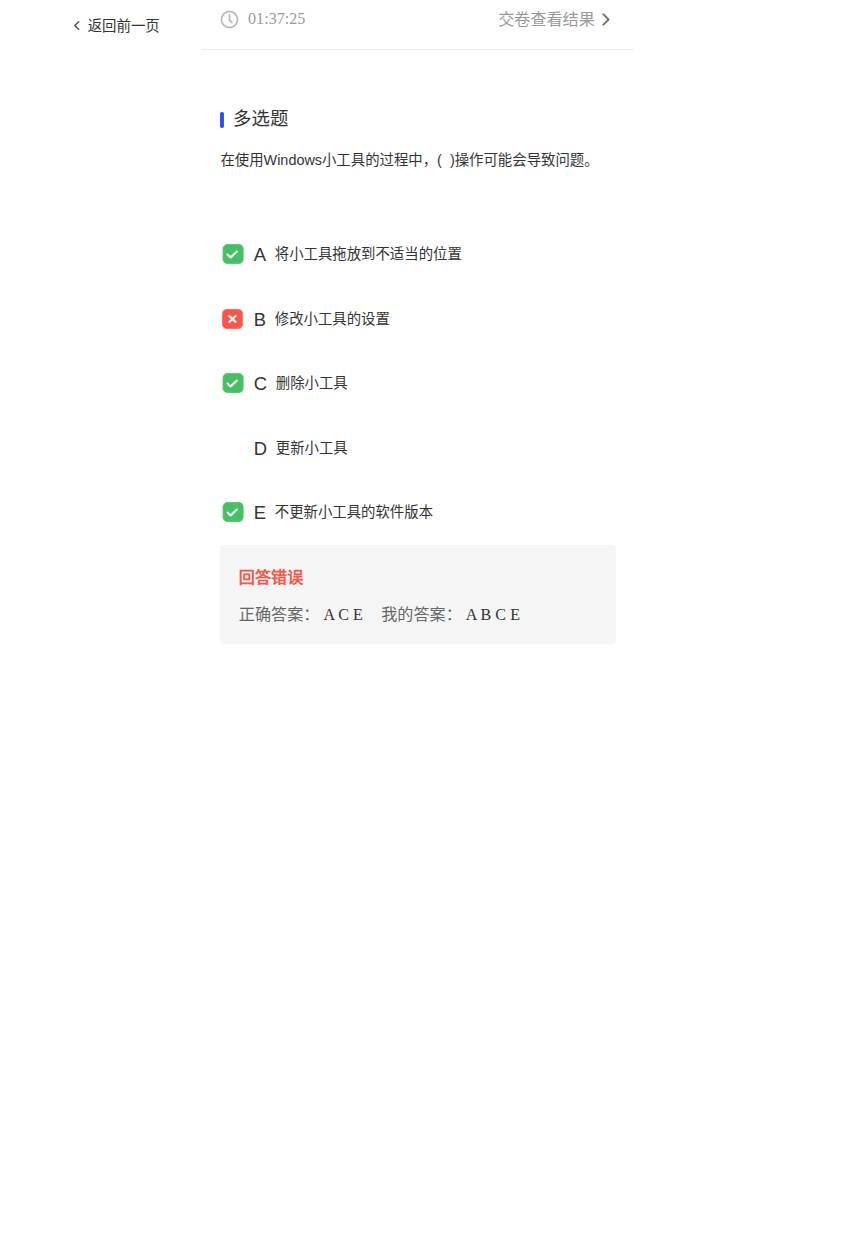 返回前一页
01:37:25 交卷查看结果
多选题
在使用Windows小工具的过程中，( )操作可能会导致问题。
A 将小工具拖放到不适当的位置
B 修改小工具的设置
C 删除小工具
D 更新小工具
E 不更新小工具的软件版本
回答错误
正确答案： A C E 我的答案： A B C E